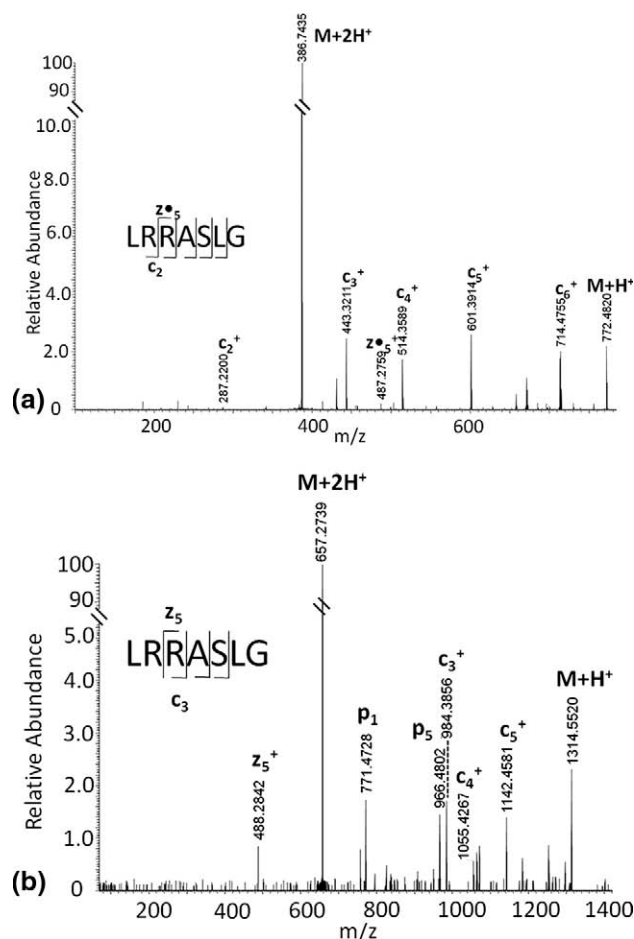 M+2H⁺
386.7435
100
90
10.0
8.0
6.0
4.0
2.0
0
Relative Abundance
z•₅
LRRASLG
c₂
c₂⁺
287.2200
c₃⁺
443.3211
z•₅⁺
487.2759
c₄⁺
514.3589
c₅⁺
601.3914
c₆⁺
714.4755
M+H⁺
772.4820
200
400
600
m/z
(a)
M+2H⁺
657.2739
100
90
5.0
4.0
3.0
2.0
1.0
0
Relative Abundance
z₅
LRRASLG
c₃
z₅⁺
488.2842
p₁
771.4728
p₅
966.4802
c₃⁺
984.3856
c₄⁺
1055.4267
c₅⁺
1142.4581
M+H⁺
1314.5520
200
400
600
800
1000
1200
1400
m/z
(b)